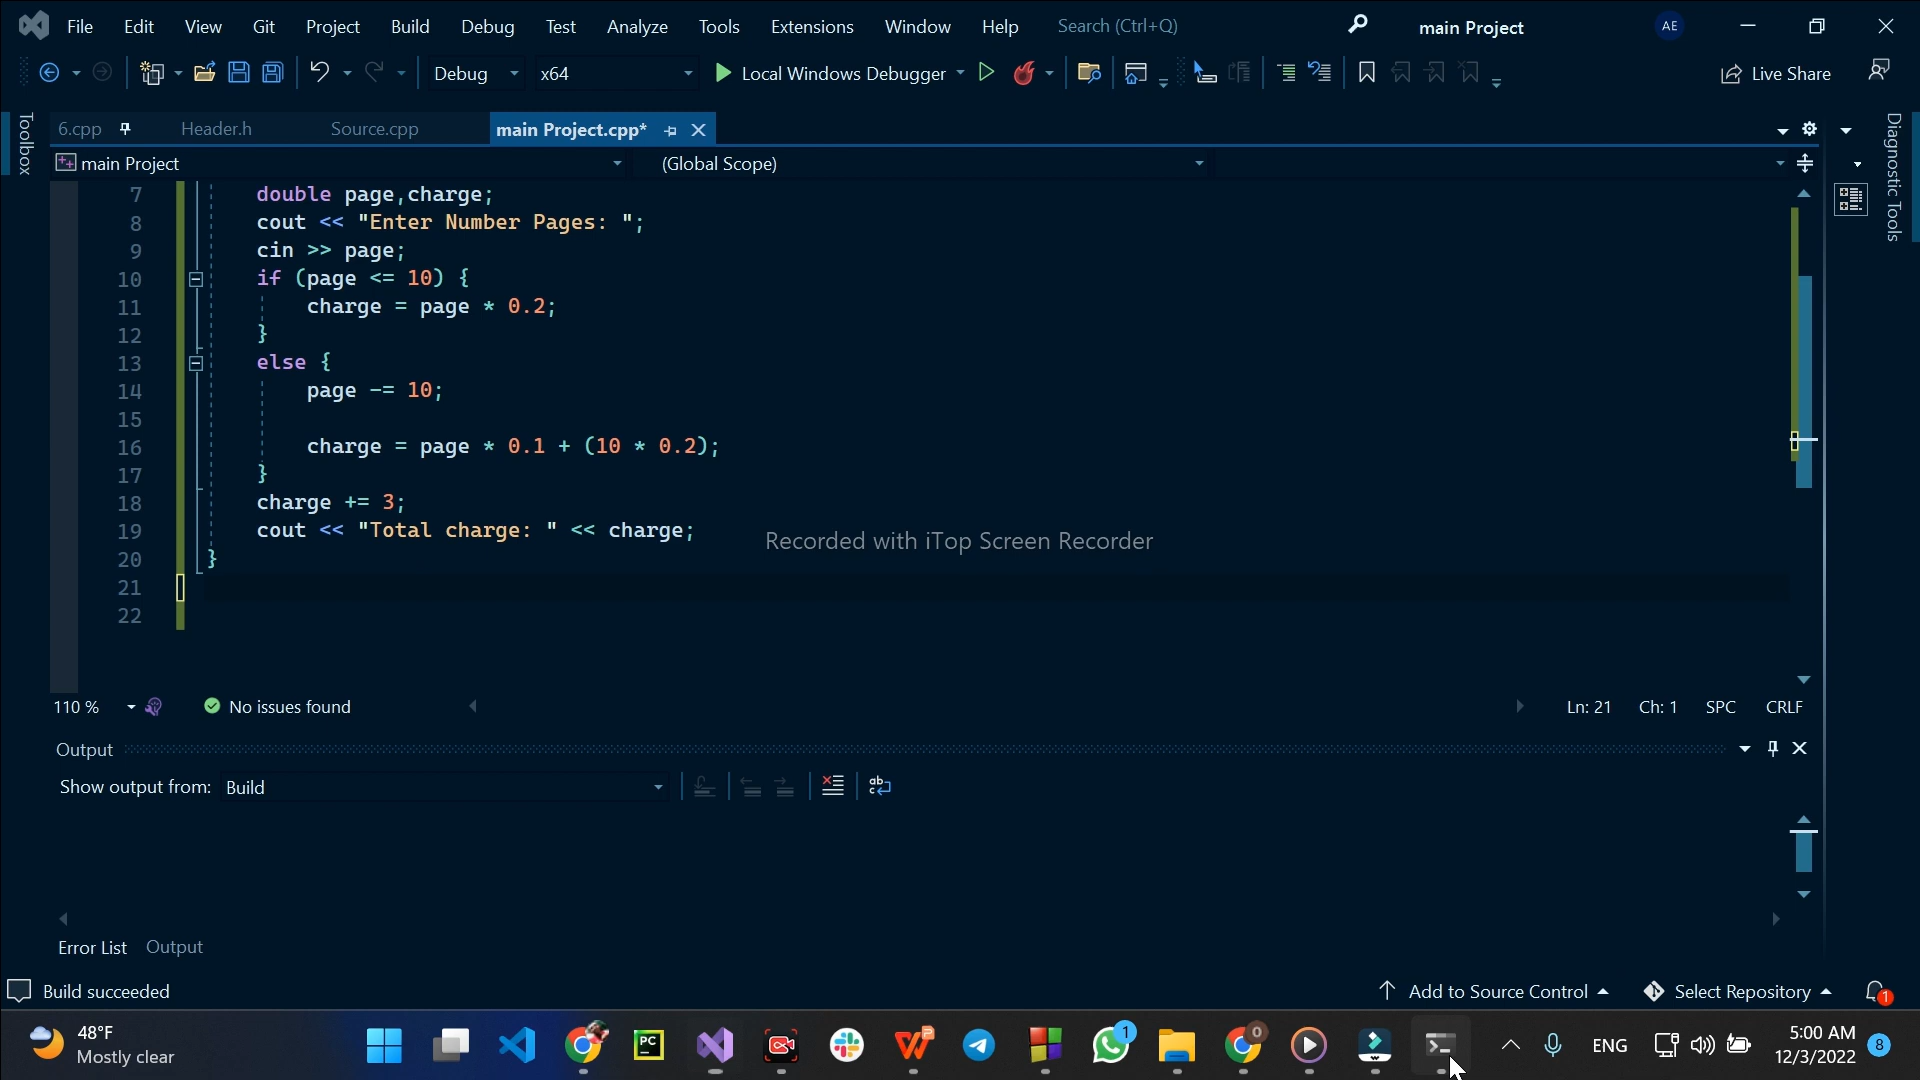 File Edit View Git Project Build Debug Test Analyze Tools Extensions Window Help Search (Ctrl+Q) main Project AE
Debug x64 Local Windows Debugger Live Share
Toolbox
6.cpp Header.h Source.cpp main Project.cpp*
Diagnostic Tools
main Project (Global Scope)
7 double page,charge;
8 cout << "Enter Number Pages: ";
9 cin >> page;
10 if (page <= 10) {
11 charge = page * 0.2;
12 }
13 else {
14 page -= 10;
15
16 charge = page * 0.1 + (10 * 0.2);
17 }
18 charge += 3;
19 cout << "Total charge: " << charge;
20 }
21
22
Recorded with iTop Screen Recorder
110 % No issues found Ln: 21 Ch: 1 SPC CRLF
Output
Show output from: Build
Error List Output
Build succeeded Add to Source Control Select Repository 1
48°F
Mostly clear
PC
1
0
ENG
5:00 AM
12/3/2022
8